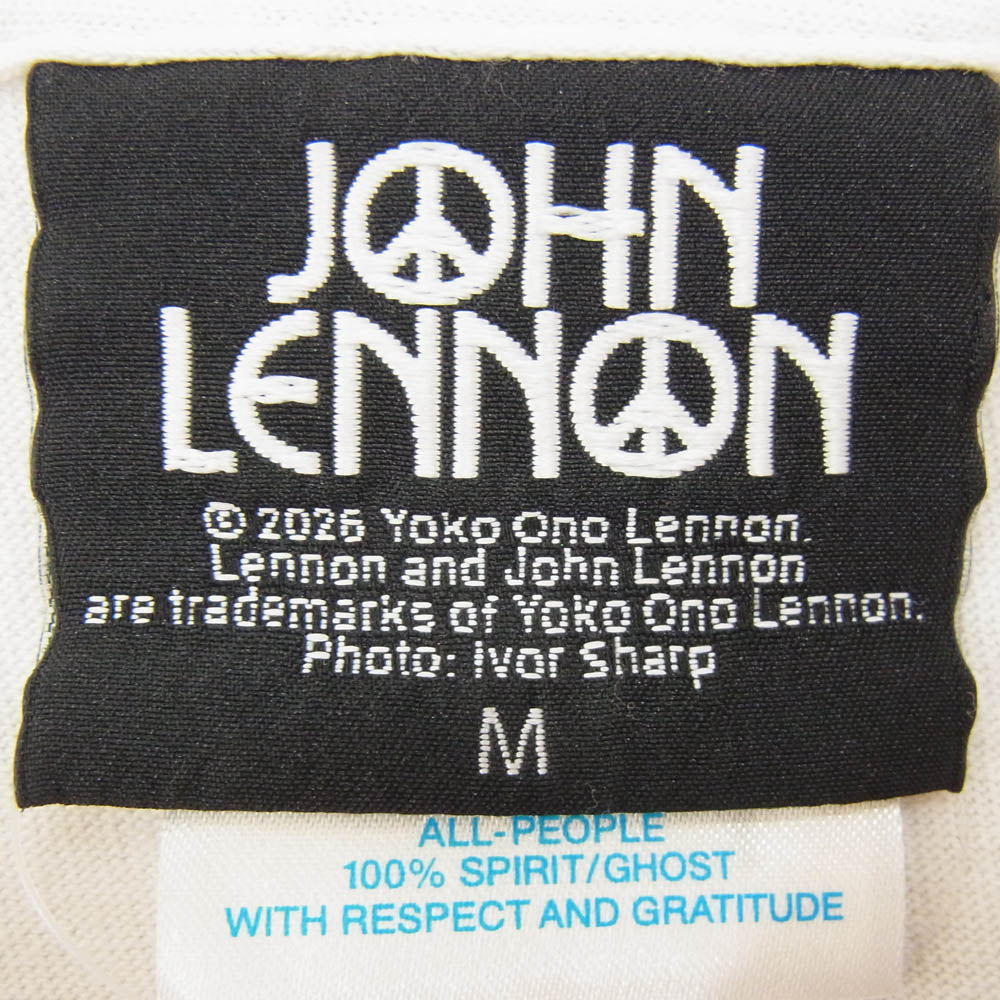 JOHN
LENNON
© 2026 Yoko Ono Lennon.
Lennon and John Lennon
are trademarks of Yoko Ono Lennon.
Photo: Ivor Sharp
M
ALL-PEOPLE
100% SPIRIT/GHOST
WITH RESPECT AND GRATITUDE